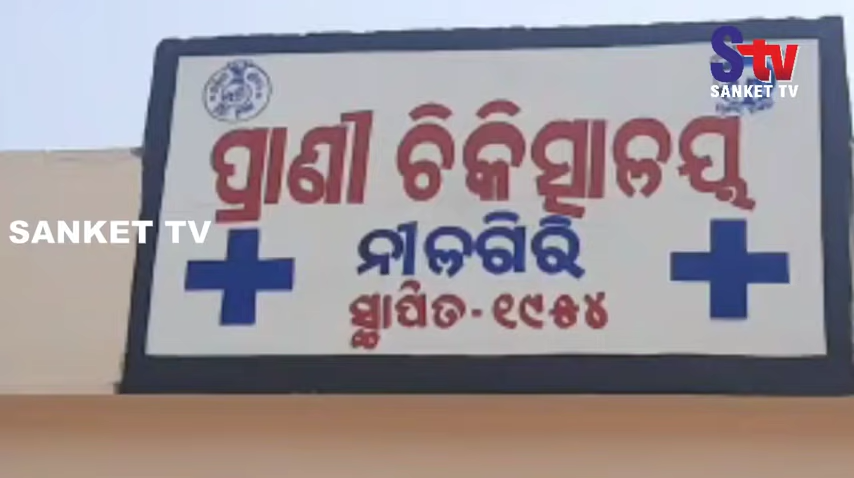 Stv
SANKET TV
ପ୍ରାଣୀ ଚିକିତ୍ସାଳୟ
SANKET TV
ନୀଳଗିରି
ସ୍ଥାପିତ - ୧୯୫୪